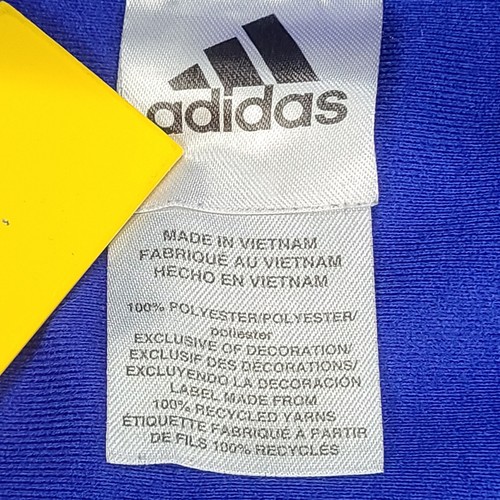 adidas
MADE IN VIETNAM
FABRIQUÉ AU VIETNAM
HECHO EN VIETNAM
100% POLYESTER/POLYESTER/
poliester
EXCLUSIVE OF DECORATION/
EXCLUSIF DES DÉCORATIONS/
EXCLUYENDO LA DECORACIÓN
LABEL MADE FROM
100% RECYCLED YARNS
ÉTIQUETTE FABRIQUÉE À PARTIR
DE FILS 100% RECYCLÉS